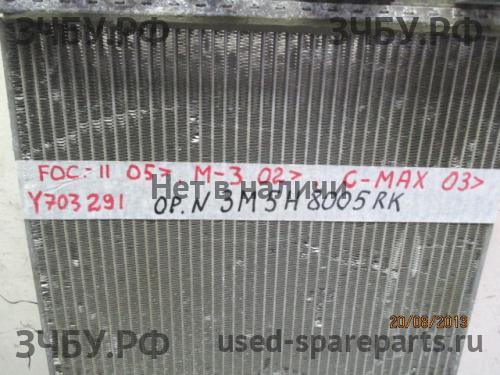 ЗЧБУ.РФ ЗЧБУ.РФ
FOC-II 05> M-3 02>, C-MAX 03>
Нет в наличии
Y703291 OP.N 3M5H8005RK
20/08/2013
ЗЧБУ.РФ used-spareparts.ru